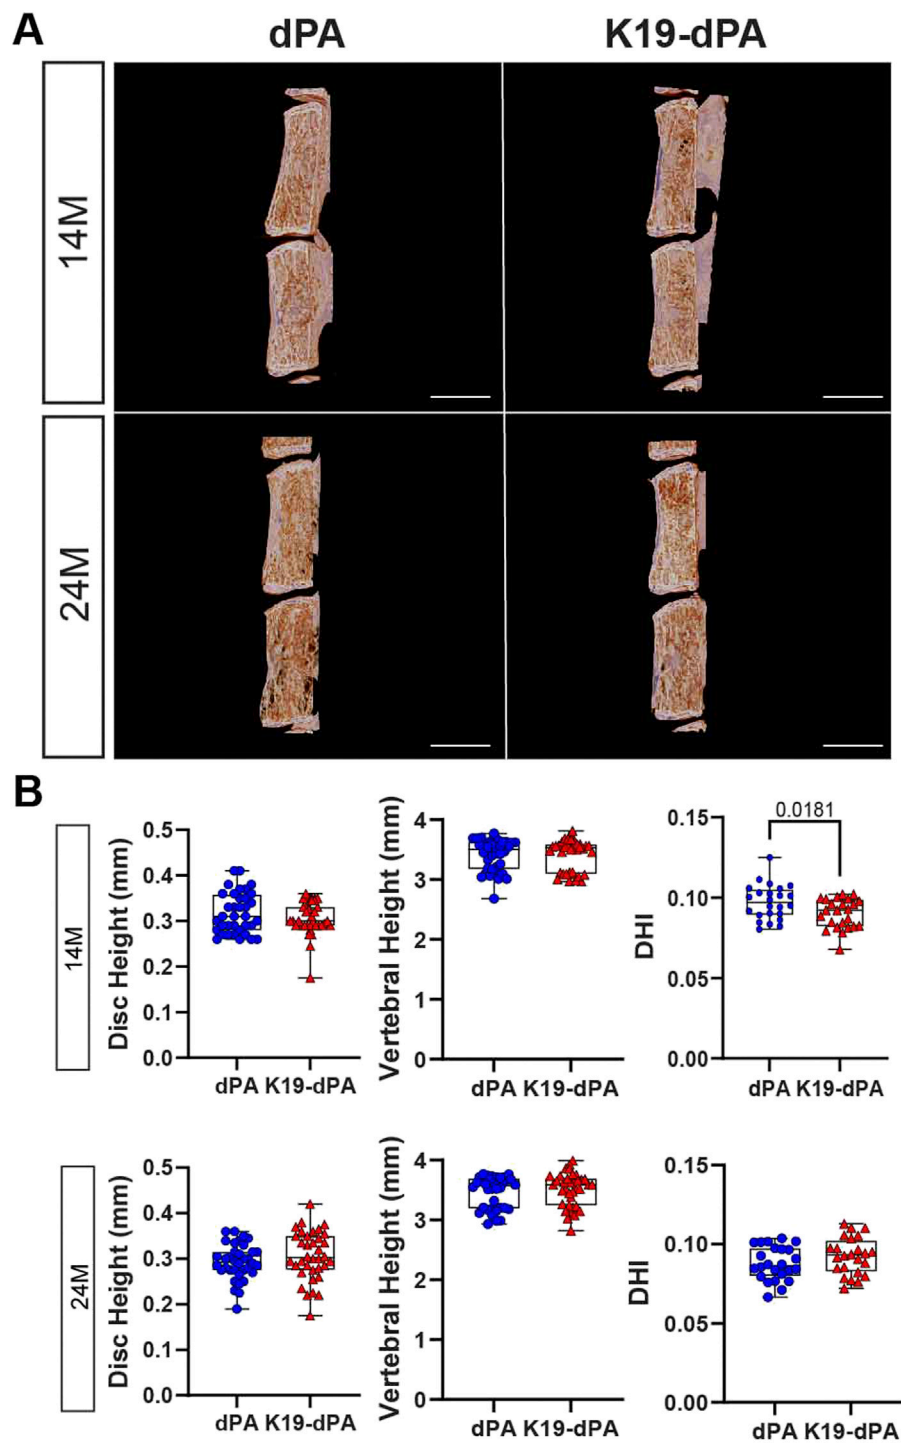 A
dPA K19-dPA
14M
24M
B
14M
Disc Height (mm)
0.5
0.4
0.3
0.2
0.1
0.0
dPA K19-dPA
Vertebral Height (mm)
4
3
2
1
0
dPA K19-dPA
DHI
0.15
0.10
0.05
0.00
0.0181
dPA K19-dPA
24M
Disc Height (mm)
0.5
0.4
0.3
0.2
0.1
0.0
dPA K19-dPA
Vertebral Height (mm)
4
3
2
1
0
dPA K19-dPA
DHI
0.15
0.10
0.05
0.00
dPA K19-dPA